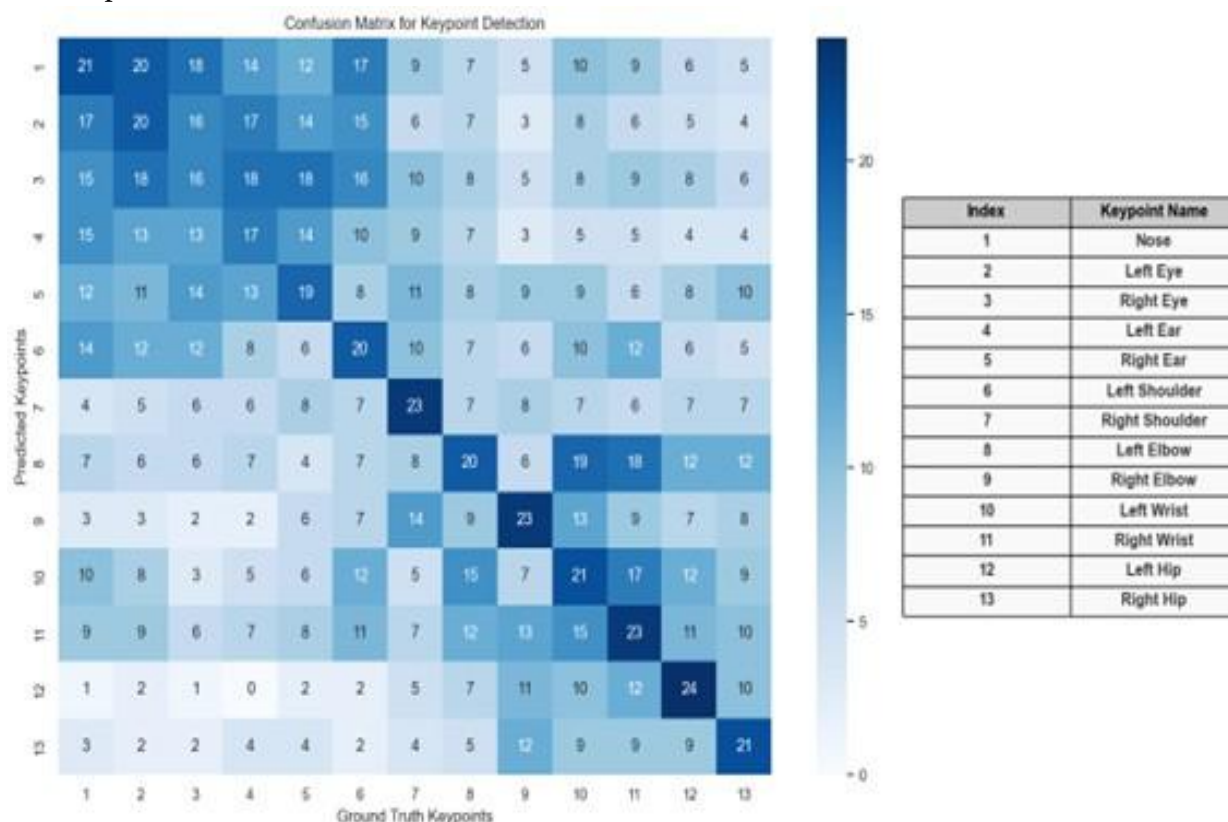 Confusion Matrix for Keypoint Detection
1 21 20 18 14 12 17 9 7 5 10 9 6 5
2 17 20 16 17 14 15 6 7 3 8 6 5 4
3 15 18 16 18 18 16 10 8 5 8 9 8 6
4 15 13 13 17 14 10 9 7 3 5 5 4 4
5 12 11 14 13 19 8 11 8 9 9 6 8 10
6 14 12 12 8 6 20 10 7 6 10 12 6 5
7 4 5 6 6 8 7 23 7 8 7 6 7 7
8 7 6 6 7 4 7 8 20 6 19 18 12 12
9 3 3 2 2 6 7 14 9 23 13 9 7 8
10 10 8 3 5 6 12 5 15 7 21 17 12 9
11 9 9 6 7 8 11 7 12 13 15 23 11 10
12 1 2 1 0 2 2 5 7 11 10 12 24 10
13 3 2 2 4 4 2 4 5 12 9 9 9 21
1 2 3 4 5 6 7 8 9 10 11 12 13
Ground Truth Keypoints
Predicted Keypoints
20
15
10
5
0
Index Keypoint Name
1 Nose
2 Left Eye
3 Right Eye
4 Left Ear
5 Right Ear
6 Left Shoulder
7 Right Shoulder
8 Left Elbow
9 Right Elbow
10 Left Wrist
11 Right Wrist
12 Left Hip
13 Right Hip